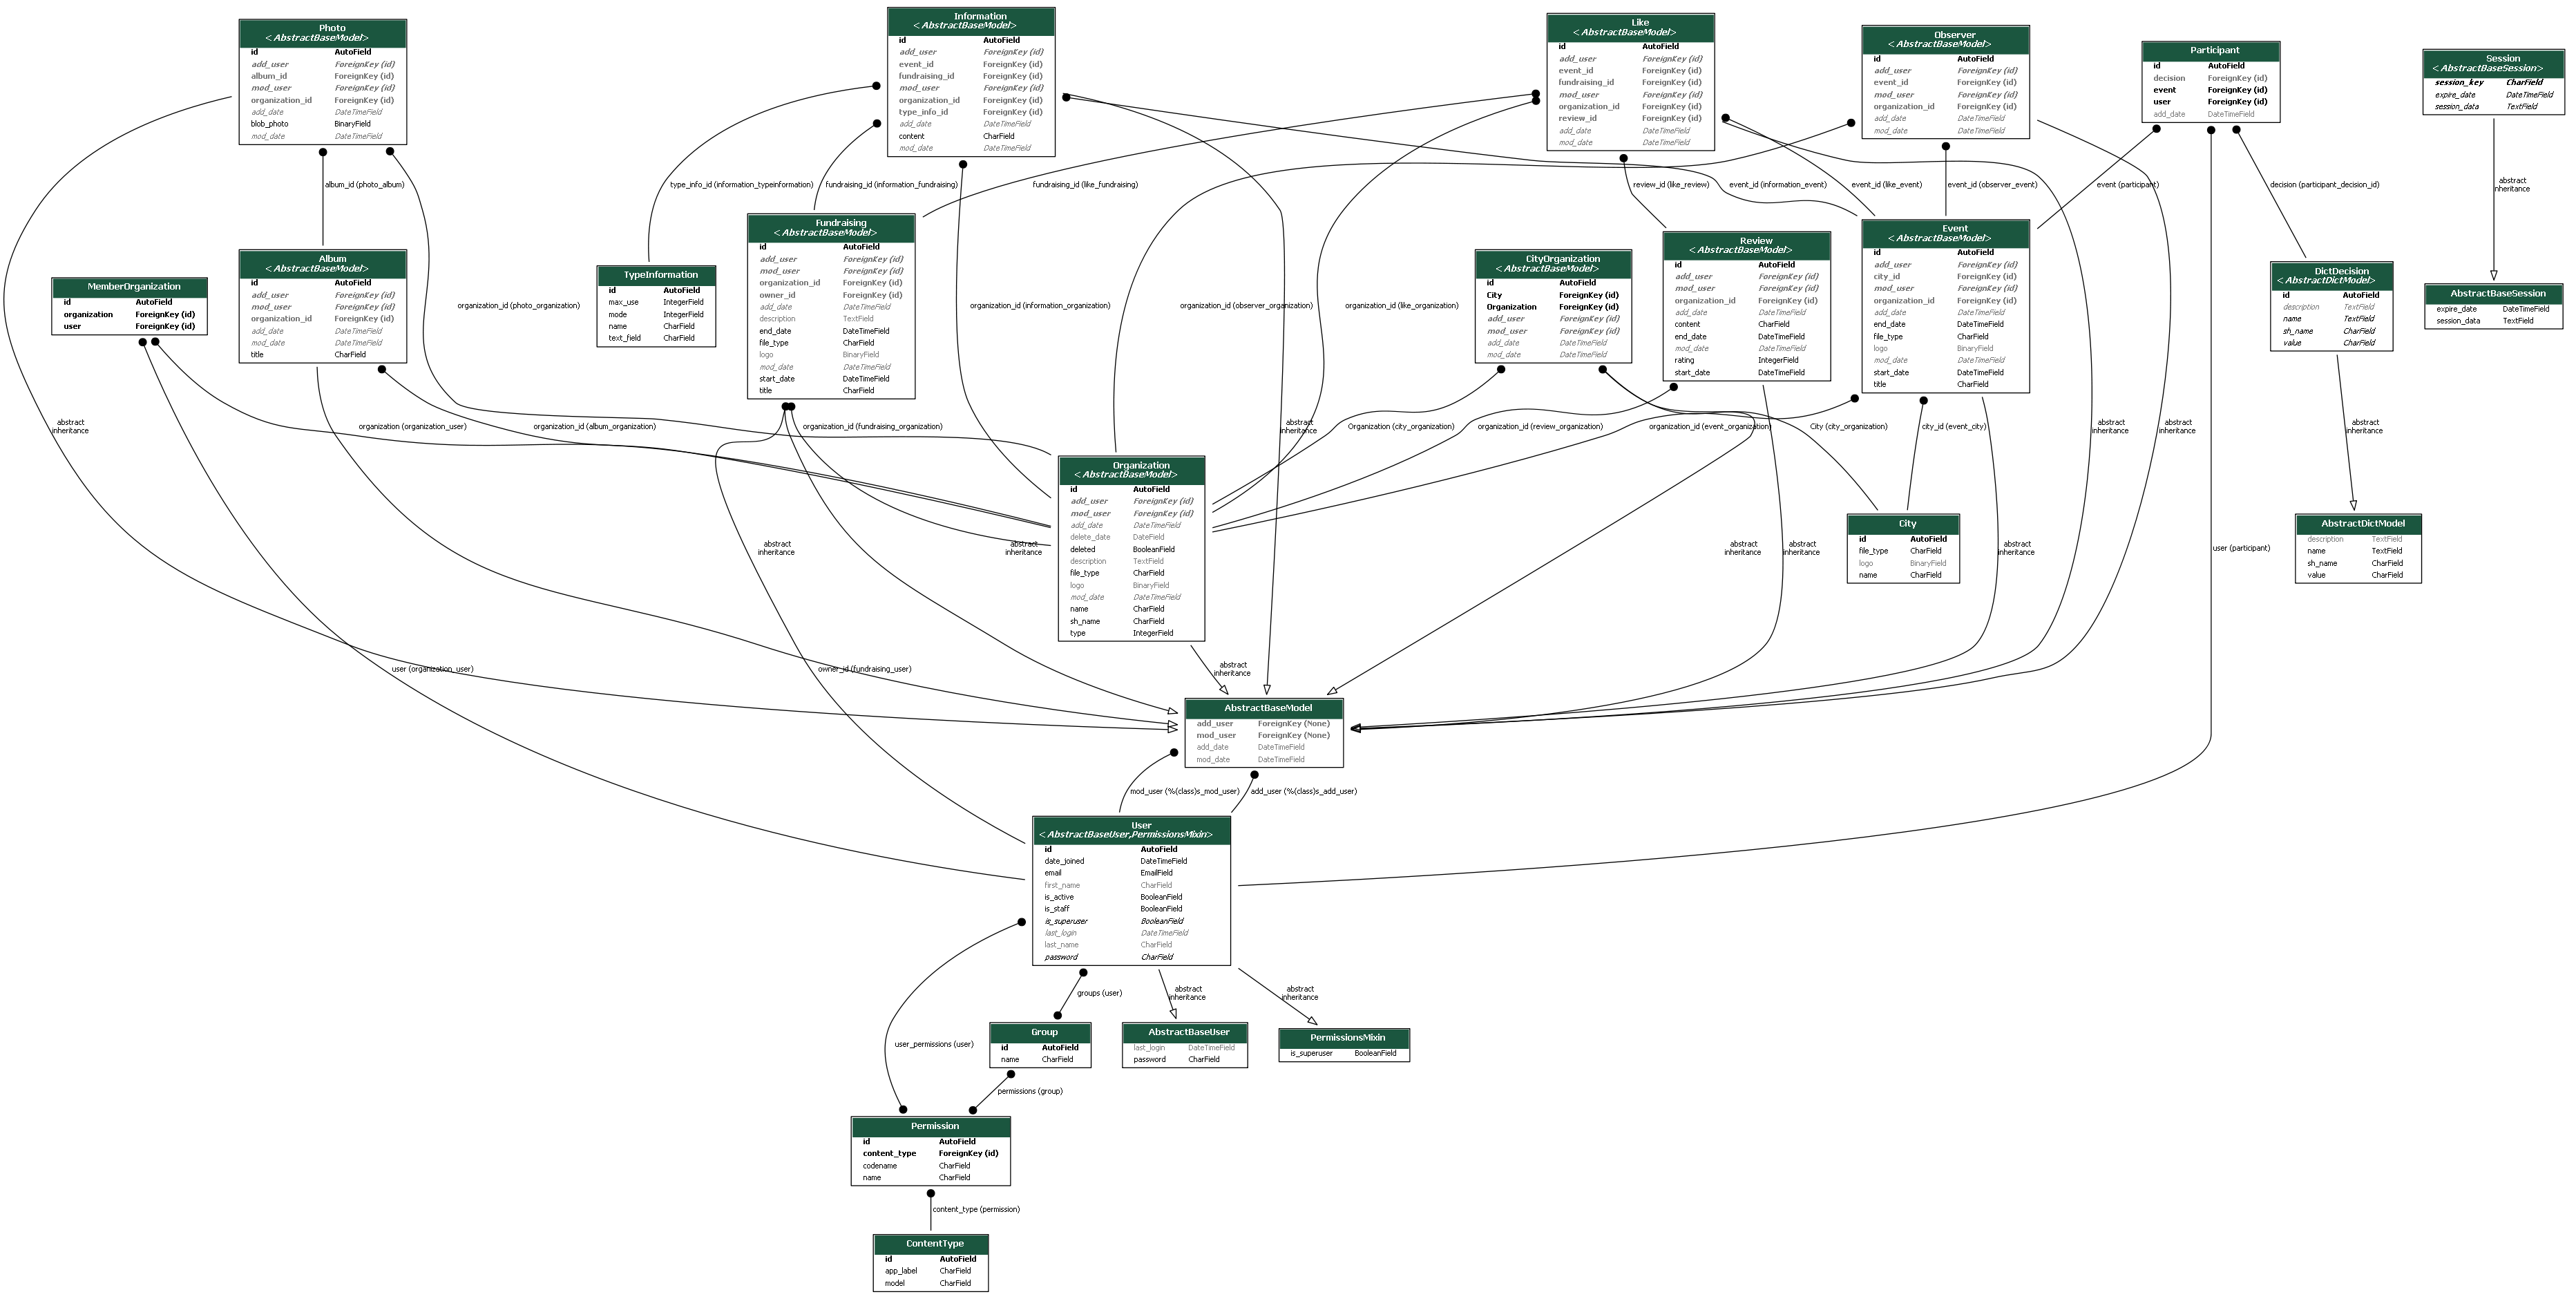 Photo
<AbstractBaseModel>
id AutoField
add_user ForeignKey (id)
album_id ForeignKey (id)
mod_user ForeignKey (id)
organization_id ForeignKey (id)
add_date DateTimeField
blob_photo BinaryField
mod_date DateTimeField
Information
<AbstractBaseModel>
id AutoField
add_user ForeignKey (id)
event_id ForeignKey (id)
fundraising_id ForeignKey (id)
mod_user ForeignKey (id)
organization_id ForeignKey (id)
type_info_id ForeignKey (id)
add_date DateTimeField
content CharField
mod_date DateTimeField
Like
<AbstractBaseModel>
id AutoField
add_user ForeignKey (id)
event_id ForeignKey (id)
fundraising_id ForeignKey (id)
mod_user ForeignKey (id)
organization_id ForeignKey (id)
review_id ForeignKey (id)
add_date DateTimeField
mod_date DateTimeField
Observer
<AbstractBaseModel>
id AutoField
add_user ForeignKey (id)
event_id ForeignKey (id)
mod_user ForeignKey (id)
organization_id ForeignKey (id)
add_date DateTimeField
mod_date DateTimeField
Participant
id AutoField
decision ForeignKey (id)
event ForeignKey (id)
user ForeignKey (id)
add_date DateTimeField
Session
<AbstractBaseSession>
session_key CharField
expire_date DateTimeField
session_data TextField
album_id (photo_album)
type_info_id (information_typeinformation)
fundraising_id (information_fundraising)
fundraising_id (like_fundraising)
review_id (like_review)
event_id (information_event)
event_id (like_event)
event_id (observer_event)
event (participant)
decision (participant_decision_id)
abstract
inheritance
MemberOrganization
id AutoField
organization ForeignKey (id)
user ForeignKey (id)
Album
<AbstractBaseModel>
id AutoField
add_user ForeignKey (id)
mod_user ForeignKey (id)
organization_id ForeignKey (id)
add_date DateTimeField
mod_date DateTimeField
title CharField
organization_id (photo_organization)
TypeInformation
id AutoField
max_use IntegerField
mode IntegerField
name CharField
text_field CharField
Fundraising
<AbstractBaseModel>
id AutoField
add_user ForeignKey (id)
mod_user ForeignKey (id)
organization_id ForeignKey (id)
owner_id ForeignKey (id)
add_date DateTimeField
description TextField
end_date DateTimeField
file_type CharField
logo BinaryField
mod_date DateTimeField
start_date DateTimeField
title CharField
organization_id (information_organization)
organization_id (observer_organization)
organization_id (like_organization)
CityOrganization
<AbstractBaseModel>
id AutoField
City ForeignKey (id)
Organization ForeignKey (id)
add_user ForeignKey (id)
mod_user ForeignKey (id)
add_date DateTimeField
mod_date DateTimeField
Review
<AbstractBaseModel>
id AutoField
add_user ForeignKey (id)
mod_user ForeignKey (id)
organization_id ForeignKey (id)
add_date DateTimeField
content CharField
end_date DateTimeField
mod_date DateTimeField
rating IntegerField
start_date DateTimeField
Event
<AbstractBaseModel>
id AutoField
add_user ForeignKey (id)
city_id ForeignKey (id)
mod_user ForeignKey (id)
organization_id ForeignKey (id)
add_date DateTimeField
end_date DateTimeField
file_type CharField
logo BinaryField
mod_date DateTimeField
start_date DateTimeField
title CharField
DictDecision
<AbstractDictModel>
id AutoField
description TextField
name TextField
sh_name CharField
value CharField
AbstractBaseSession
expire_date DateTimeField
session_data TextField
abstract
inheritance
organization (organization_user)
organization_id (album_organization)
organization_id (fundraising_organization)
abstract
inheritance
Organization (city_organization)
organization_id (review_organization)
organization_id (event_organization)
City (city_organization)
city_id (event_city)
abstract
inheritance
abstract
inheritance
abstract
inheritance
Organization
<AbstractBaseModel>
id AutoField
add_user ForeignKey (id)
mod_user ForeignKey (id)
add_date DateTimeField
delete_date DateField
deleted BooleanField
description TextField
file_type CharField
logo BinaryField
mod_date DateTimeField
name CharField
sh_name CharField
type IntegerField
City
id AutoField
file_type CharField
logo BinaryField
name CharField
AbstractDictModel
description TextField
name TextField
sh_name CharField
value CharField
abstract
inheritance
abstract
inheritance
abstract
inheritance
abstract
inheritance
abstract
inheritance
user (participant)
user (organization_user)
owner_id (fundraising_user)
abstract
inheritance
AbstractBaseModel
add_user ForeignKey (None)
mod_user ForeignKey (None)
add_date DateTimeField
mod_date DateTimeField
mod_user (%(class)s_mod_user)
add_user (%(class)s_add_user)
User
<AbstractBaseUser,PermissionsMixin>
id AutoField
date_joined DateTimeField
email EmailField
first_name CharField
is_active BooleanField
is_staff BooleanField
is_superuser BooleanField
last_login DateTimeField
last_name CharField
password CharField
groups (user)
abstract
inheritance
abstract
inheritance
user_permissions (user)
Group
id AutoField
name CharField
AbstractBaseUser
last_login DateTimeField
password CharField
PermissionsMixin
is_superuser BooleanField
permissions (group)
Permission
id AutoField
content_type ForeignKey (id)
codename CharField
name CharField
content_type (permission)
ContentType
id AutoField
app_label CharField
model CharField